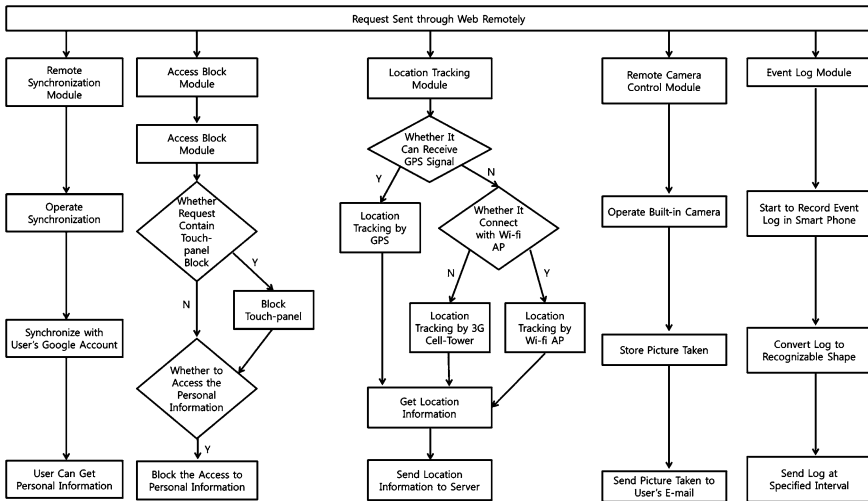 Request Sent through Web Remotely
Remote
Synchronization
Module
Operate
Synchronization
Synchronize with
User's Google Account
User Can Get
Personal Information
Access Block
Module
Access Block
Module
Whether
Request
Contain
Touch-
panel
Block
Y
N
Block
Touch-panel
Whether to
Access the
Personal
Information
Y
Block the Access to
Personal Information
Location Tracking
Module
Whether It
Can Receive
GPS Signal
Y
N
Location
Tracking by
GPS
Whether It
Connect
with Wi-fi
AP
N
Y
Location
Tracking by 3G
Cell-Tower
Location
Tracking by
Wi-fi AP
Get Location
Information
Send Location
Information to Server
Remote Camera
Control Module
Operate Built-in Camera
Store Picture Taken
Send Picture Taken to
User's E-mail
Event Log Module
Start to Record Event
Log in Smart Phone
Convert Log to
Recognizable Shape
Send Log at
Specified Interval